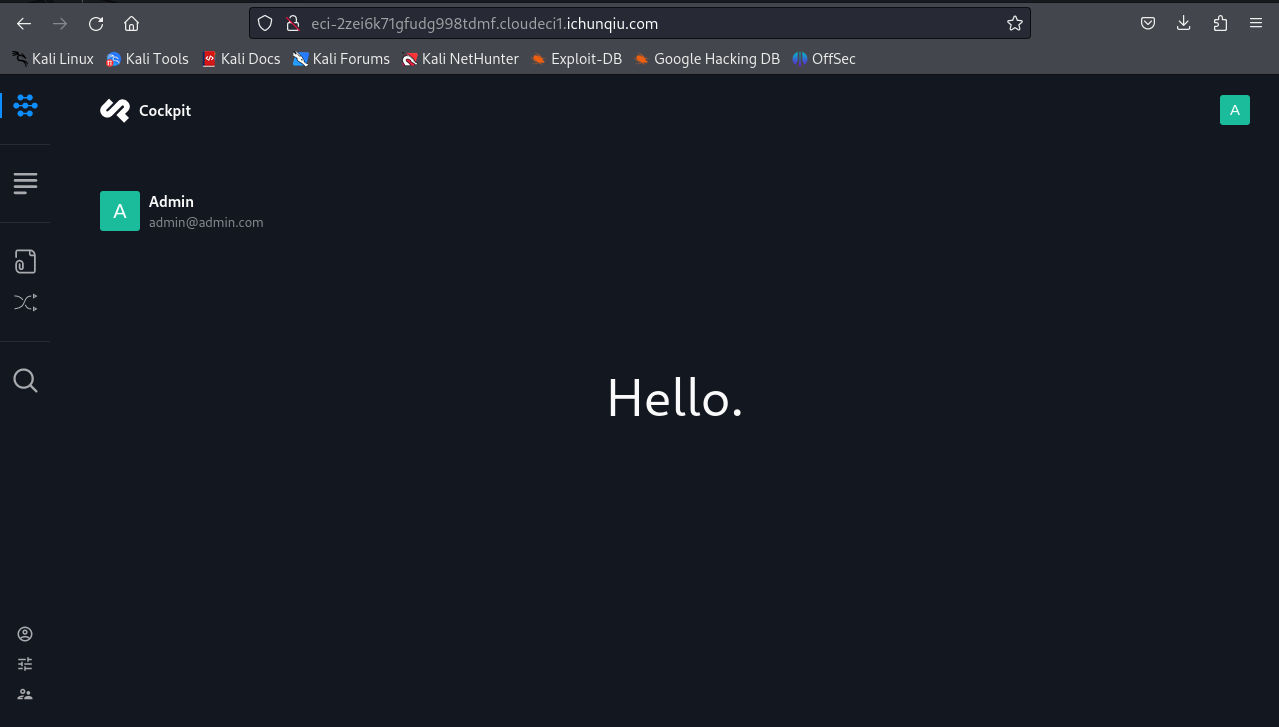 eci-2zei6k71gfudg998tdmf.cloudeci1.ichunqiu.com
Kali Linux Kali Tools Kali Docs Kali Forums Kali NetHunter Exploit-DB Google Hacking DB OffSec
Cockpit A
A Admin
admin@admin.com
Hello.